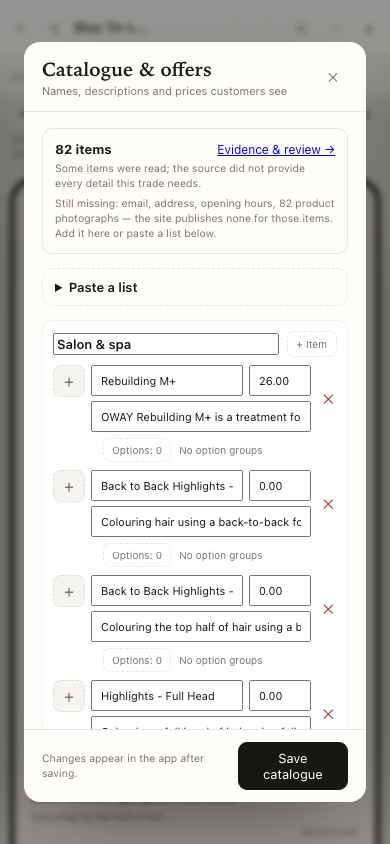 Catalogue & offers
Names, descriptions and prices customers see
82 items
Evidence & review →
Some items were read; the source did not provide
every detail this trade needs.
Still missing: email, address, opening hours, 82 product
photographs — the site publishes none for those items.
Add it here or paste a list below.
▶ Paste a list
Salon & spa
+ Item
Rebuilding M+
26.00
OWAY Rebuilding M+ is a treatment fo
Options: 0
No option groups
Back to Back Highlights -
0.00
Colouring hair using a back-to-back fo
Options: 0
No option groups
Back to Back Highlights -
0.00
Colouring the top half of hair using a b
Options: 0
No option groups
Highlights - Full Head
0.00
Changes appear in the app after
saving.
Save
catalogue